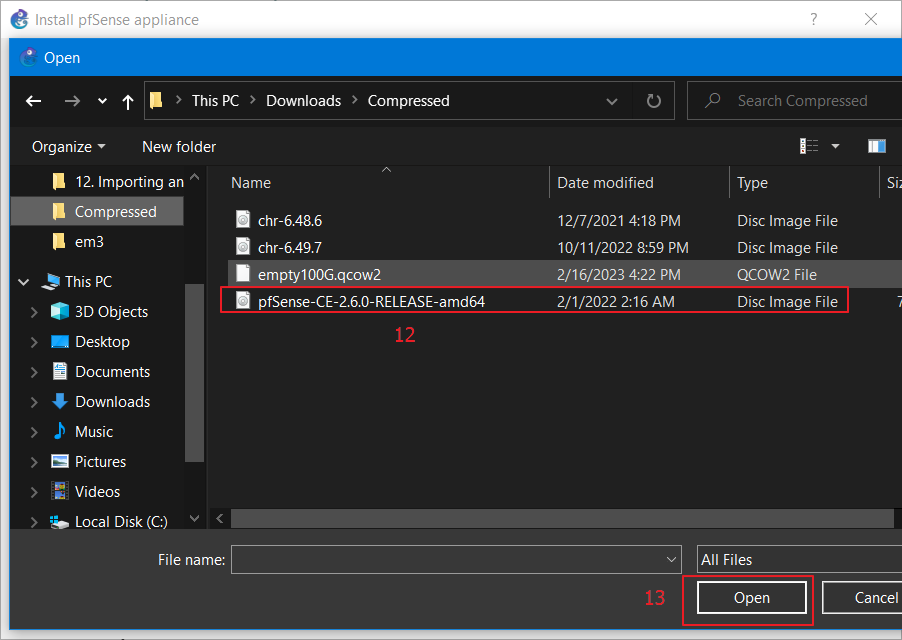 Install pfSense appliance ?
Open
This PC Downloads Compressed Search Compressed
Organize New folder
Name Date modified Type
12. Importing an
Compressed
em3
This PC
3D Objects
Desktop
Documents
Downloads
Music
Pictures
Videos
Local Disk (C:)
chr-6.48.6 12/7/2021 4:18 PM Disc Image File
chr-6.49.7 10/11/2022 8:59 PM Disc Image File
empty100G.qcow2 2/16/2023 4:22 PM QCOW2 File
pfSense-CE-2.6.0-RELEASE-amd64 2/1/2022 2:16 AM Disc Image File
12
File name: All Files
13 Open Cancel